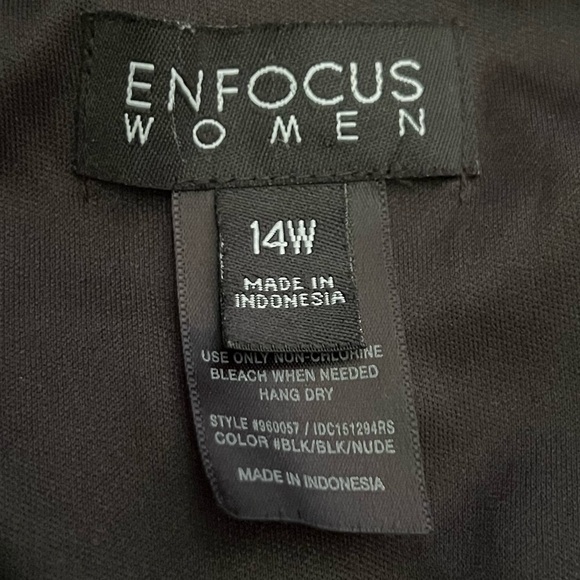 ENFOCUS
WOMEN
14W
MADE IN
INDONESIA
USE ONLY NON-CHLORINE
BLEACH WHEN NEEDED
HANG DRY
STYLE #960057 / IDC151294RS
COLOR #BLK/BLK/NUDE
MADE IN INDONESIA